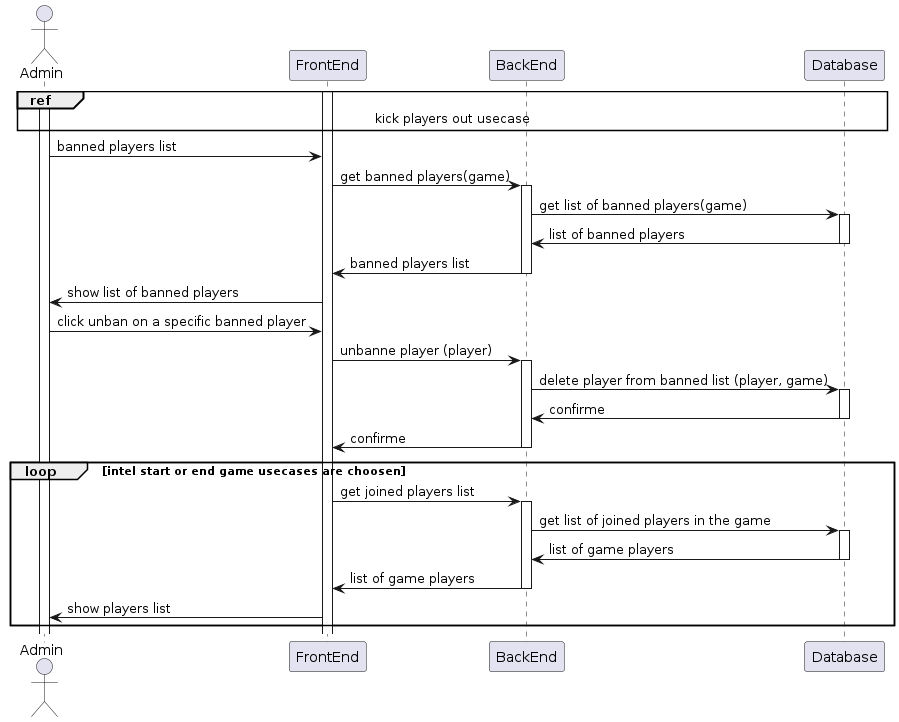 Admin
FrontEnd
BackEnd
Database
ref
kick players out usecase
banned players list
get banned players(game)
get list of banned players(game)
list of banned players
banned players list
show list of banned players
click unban on a specific banned player
unbanne player (player)
delete player from banned list (player, game)
confirme
confirme
loop [intel start or end game usecases are choosen]
get joined players list
get list of joined players in the game
list of game players
list of game players
show players list
Admin
FrontEnd
BackEnd
Database